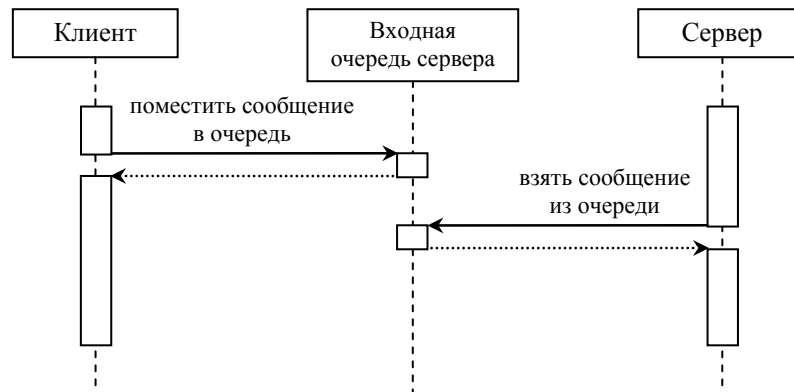 Клиент
Входная
очередь сервера
Сервер
поместить сообщение
в очередь
взять сообщение
из очереди